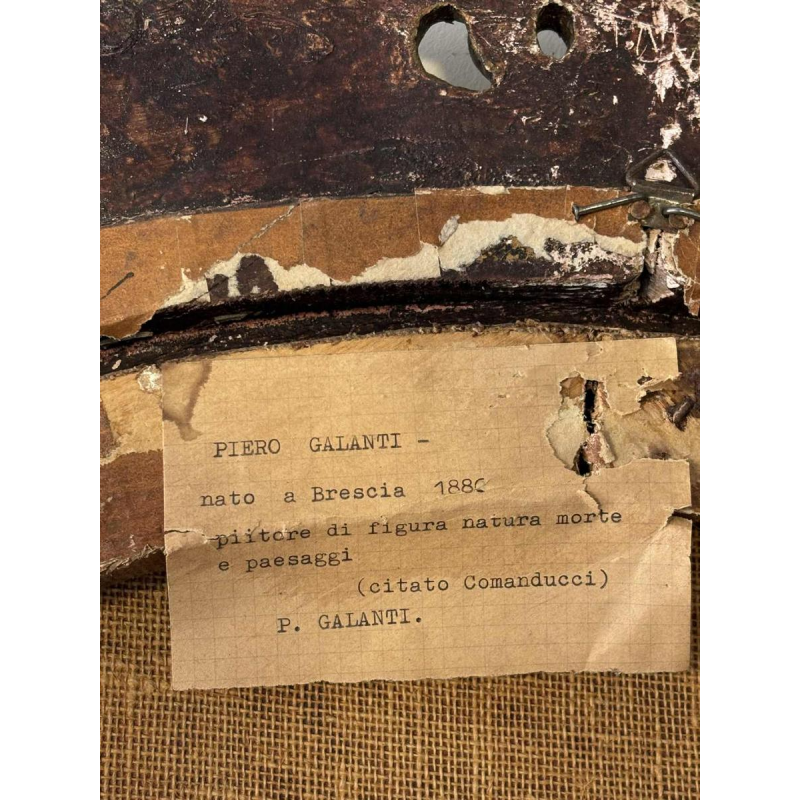 PIERO GALANTI -
nato a Brescia
piitore di figura natura morte
e paesaggi
(citato Comanducci)
P. GALANTI.